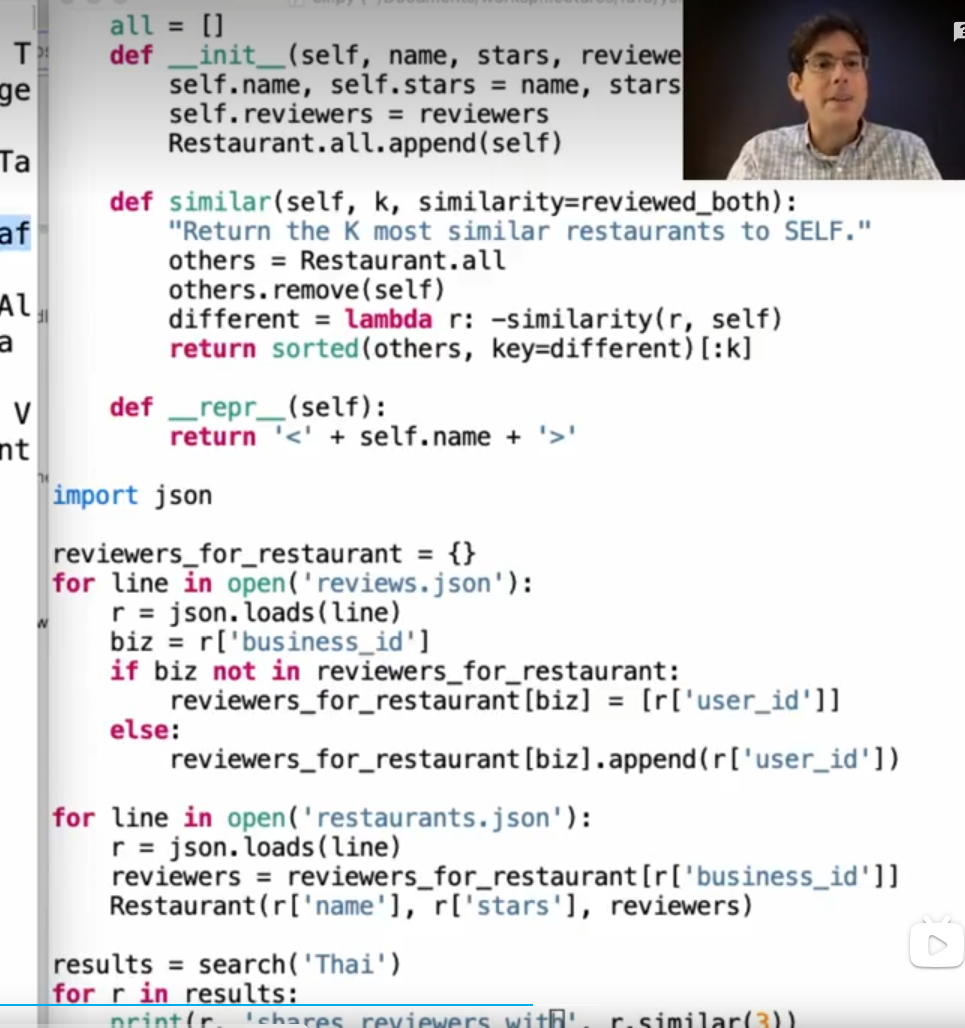 T
ge
Ta
af
Al
a
V
nt
all = []
def __init__(self, name, stars, reviewe
self.name, self.stars = name, stars
self.reviewers = reviewers
Restaurant.all.append(self)
def similar(self, k, similarity=reviewed_both):
"Return the K most similar restaurants to SELF."
others = Restaurant.all
others.remove(self)
different = lambda r: -similarity(r, self)
return sorted(others, key=different)[:k]
def __repr__(self):
return '<' + self.name + '>'
import json
reviewers_for_restaurant = {}
for line in open('reviews.json'):
r = json.loads(line)
biz = r['business_id']
if biz not in reviewers_for_restaurant:
reviewers_for_restaurant[biz] = [r['user_id']]
else:
reviewers_for_restaurant[biz].append(r['user_id'])
for line in open('restaurants.json'):
r = json.loads(line)
reviewers = reviewers_for_restaurant[r['business_id']]
Restaurant(r['name'], r['stars'], reviewers)
results = search('Thai')
for r in results:
print(r, 'shares reviewers with', r.similar(3))